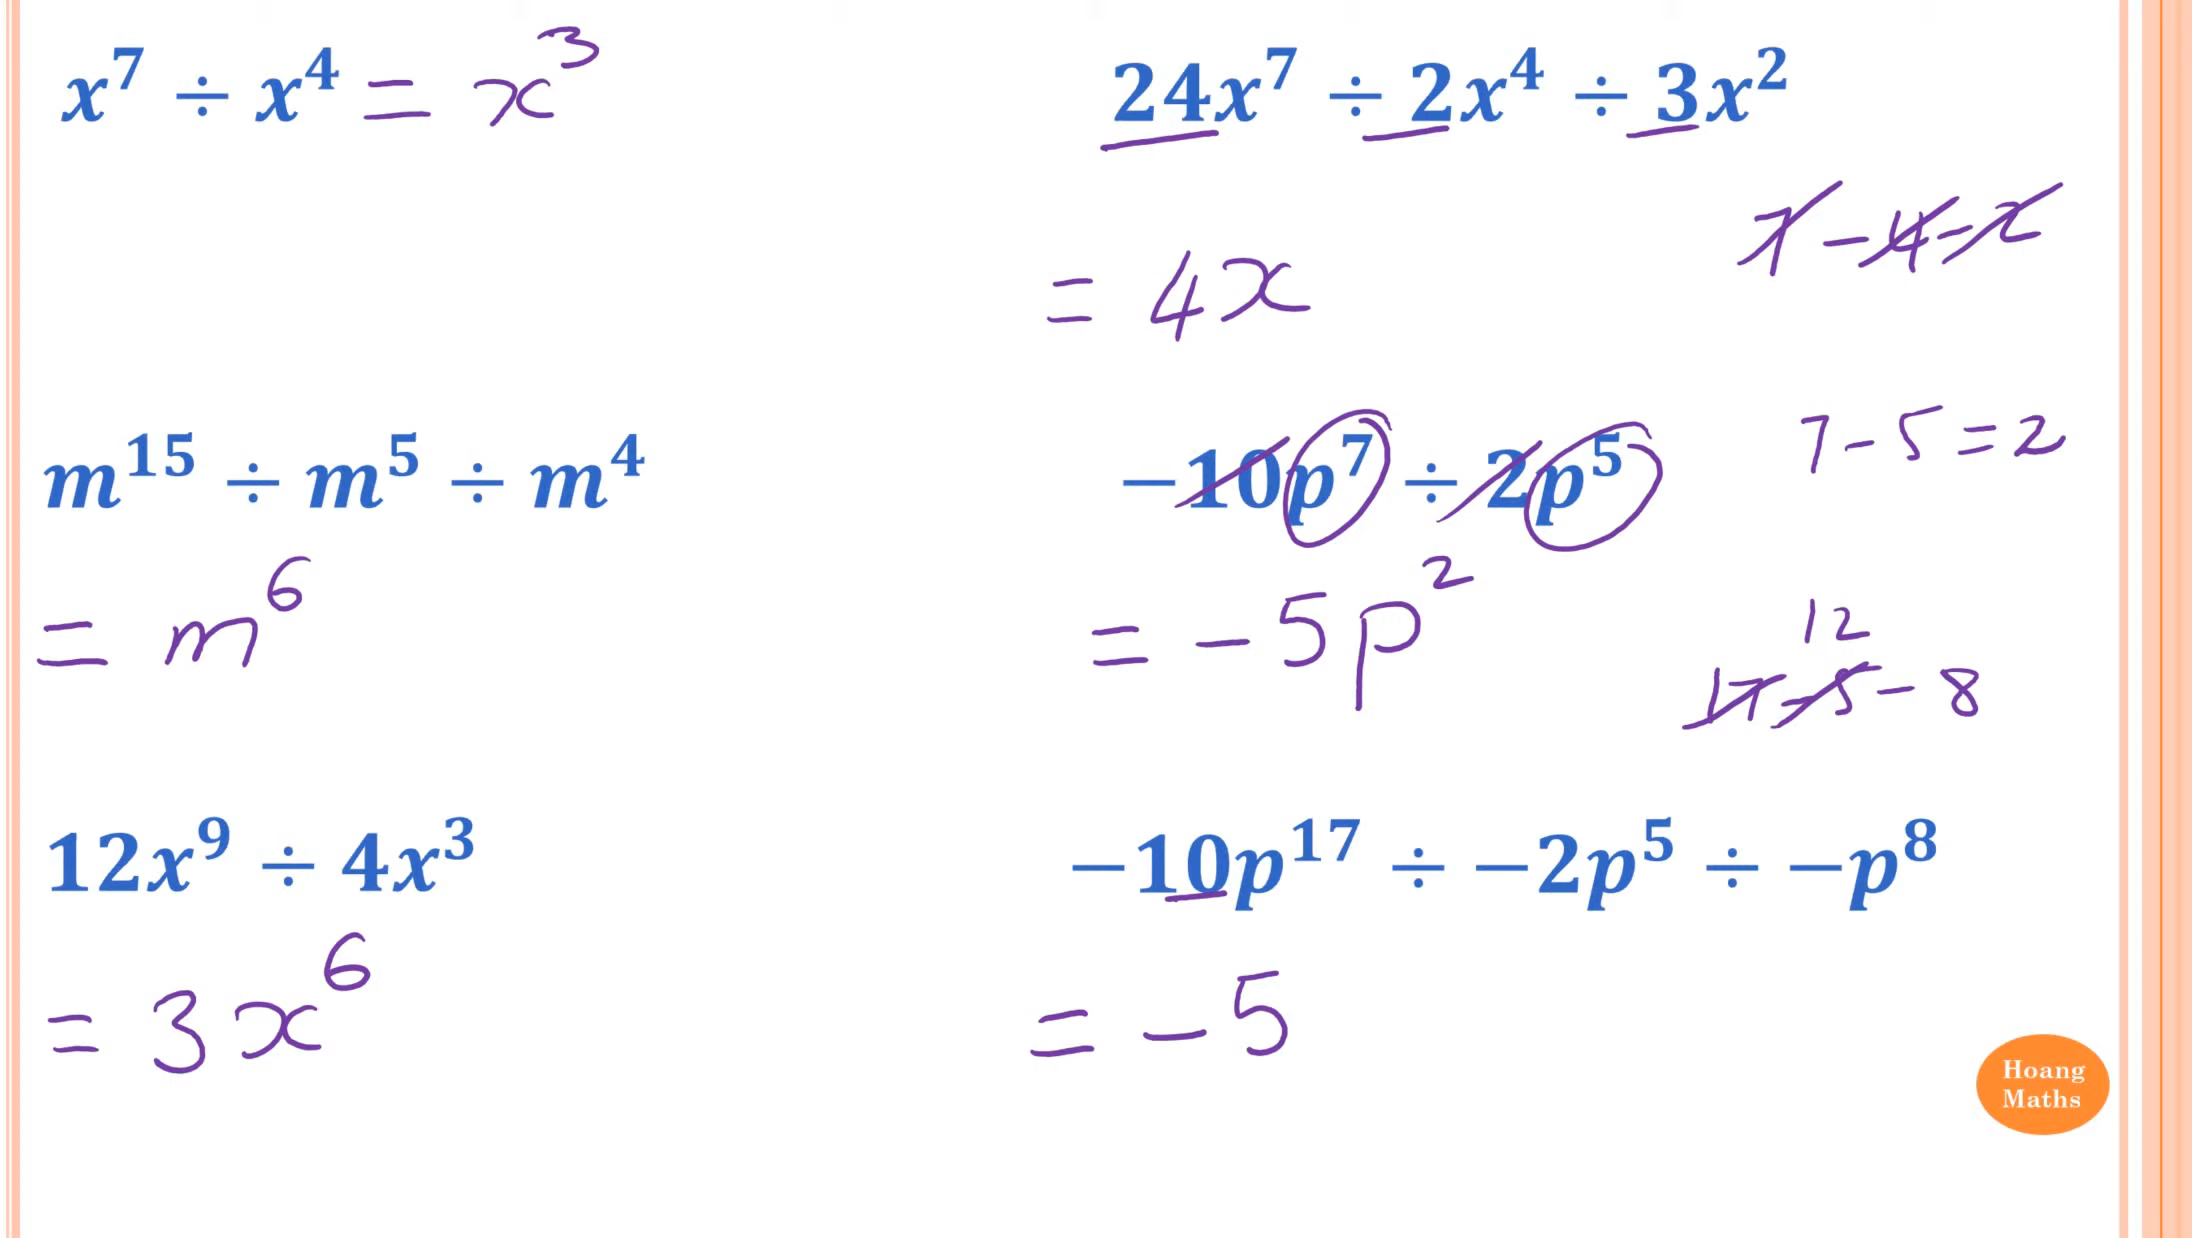 x⁷ ÷ x⁴ = x³
m¹⁵ ÷ m⁵ ÷ m⁴
= m⁶
12x⁹ ÷ 4x³
= 3x⁶
24x⁷ ÷ 2x⁴ ÷ 3x²
7 - 4 - 2
= 4x
-10p⁷ ÷ 2p⁵
7 - 5 = 2
= -5p²
12
17 - 5 - 8
-10p¹⁷ ÷ -2p⁵ ÷ -p⁸
= -5
Hoang
Maths